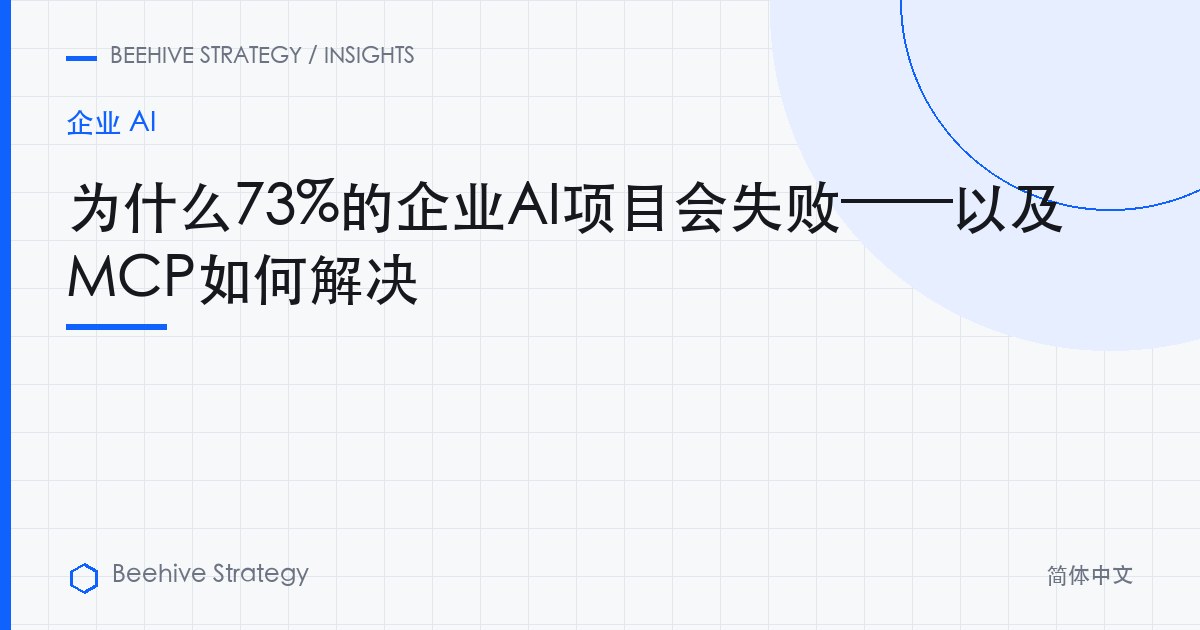 BEEHIVE STRATEGY / INSIGHTS
企业 AI
为什么73%的企业AI项目会失败——以及
MCP如何解决
Beehive Strategy
简体中文